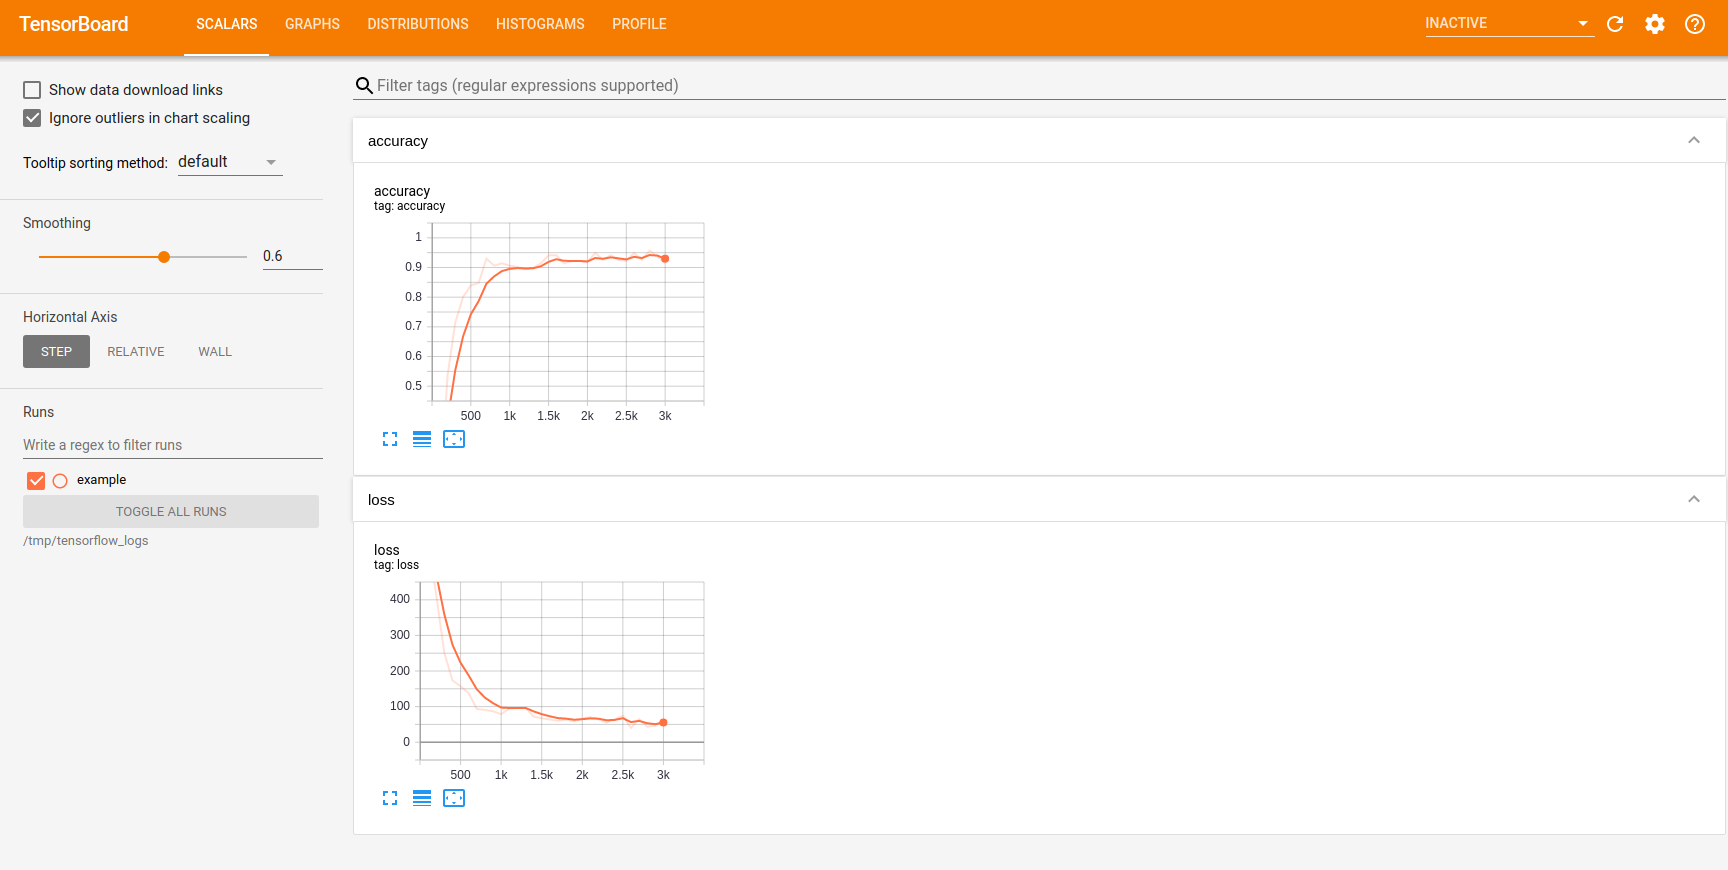 TensorBoard SCALARS GRAPHS DISTRIBUTIONS HISTOGRAMS PROFILE INACTIVE
Show data download links
Ignore outliers in chart scaling
Tooltip sorting method: default
Smoothing
0.6
Horizontal Axis
STEP RELATIVE WALL
Runs
Write a regex to filter runs
example
TOGGLE ALL RUNS
/tmp/tensorflow_logs
Filter tags (regular expressions supported)
accuracy
accuracy
tag: accuracy
1
0.9
0.8
0.7
0.6
0.5
500 1k 1.5k 2k 2.5k 3k
loss
loss
tag: loss
400
300
200
100
0
500 1k 1.5k 2k 2.5k 3k